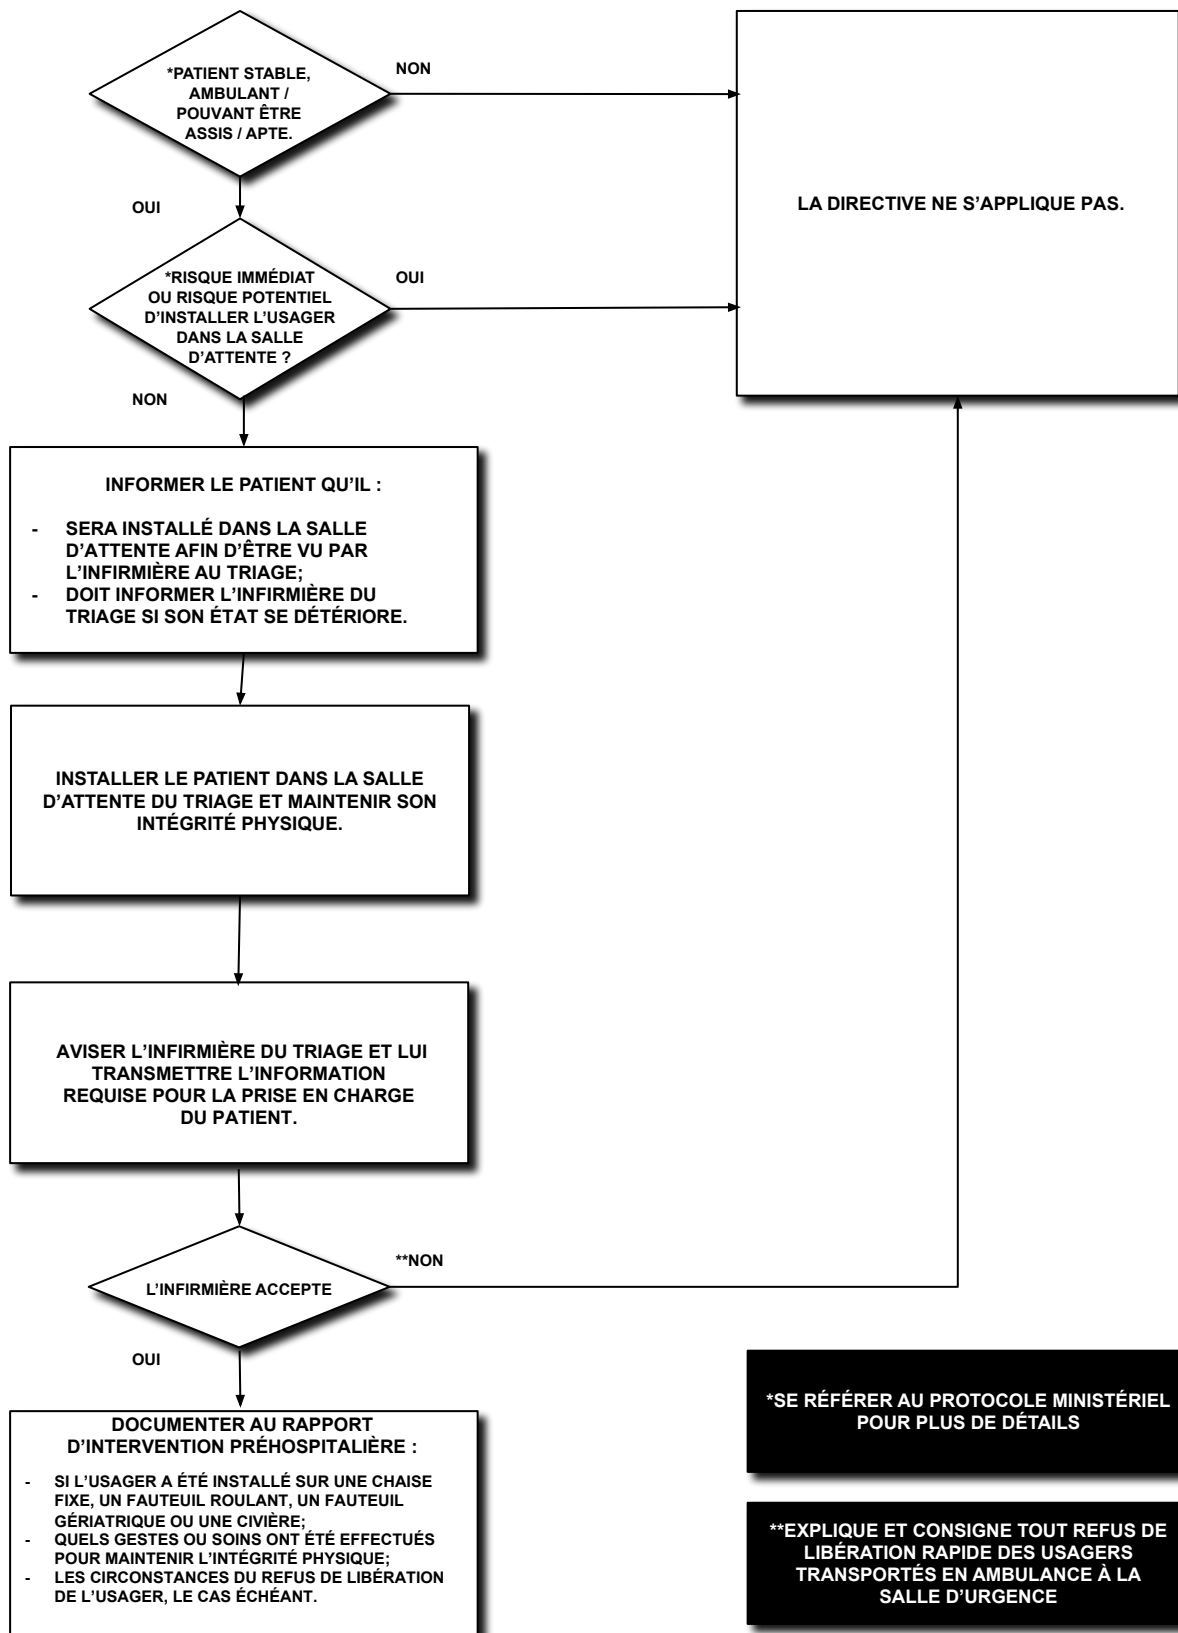 *PATIENT STABLE,
AMBULANT /
POUVANT ÊTRE
ASSIS / APTE.
NON
LA DIRECTIVE NE S’APPLIQUE PAS.
OUI
*RISQUE IMMÉDIAT
OU RISQUE POTENTIEL
D’INSTALLER L’USAGER
DANS LA SALLE
D’ATTENTE ?
OUI
NON
INFORMER LE PATIENT QU’IL :
- SERA INSTALLÉ DANS LA SALLE
D’ATTENTE AFIN D’ÊTRE VU PAR
L’INFIRMIÈRE AU TRIAGE;
- DOIT INFORMER L’INFIRMIÈRE DU
TRIAGE SI SON ÉTAT SE DÉTÉRIORE.
INSTALLER LE PATIENT DANS LA SALLE
D’ATTENTE DU TRIAGE ET MAINTENIR SON
INTÉGRITÉ PHYSIQUE.
AVISER L’INFIRMIÈRE DU TRIAGE ET LUI
TRANSMETTRE L’INFORMATION
REQUISE POUR LA PRISE EN CHARGE
DU PATIENT.
L’INFIRMIÈRE ACCEPTE
**NON
OUI
DOCUMENTER AU RAPPORT
D’INTERVENTION PRÉHOSPITALIÈRE :
- SI L’USAGER A ÉTÉ INSTALLÉ SUR UNE CHAISE
FIXE, UN FAUTEUIL ROULANT, UN FAUTEUIL
GÉRIATRIQUE OU UNE CIVIÈRE;
- QUELS GESTES OU SOINS ONT ÉTÉ EFFECTUÉS
POUR MAINTENIR L’INTÉGRITÉ PHYSIQUE;
- LES CIRCONSTANCES DU REFUS DE LIBÉRATION
DE L’USAGER, LE CAS ÉCHÉANT.
*SE RÉFÉRER AU PROTOCOLE MINISTÉRIEL
POUR PLUS DE DÉTAILS
**EXPLIQUE ET CONSIGNE TOUT REFUS DE
LIBÉRATION RAPIDE DES USAGERS
TRANSPORTÉS EN AMBULANCE À LA
SALLE D’URGENCE